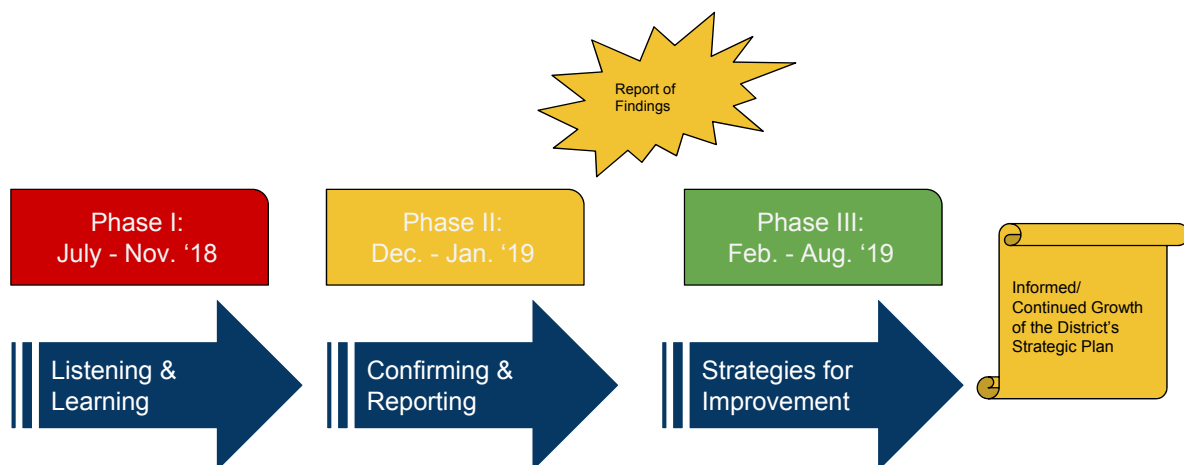 Report of
Findings
Phase I:
July - Nov. ‘18
Phase II:
Dec. - Jan. ‘19
Phase III:
Feb. - Aug. ‘19
Listening &
Learning
Confirming &
Reporting
Strategies for
Improvement
Informed/
Continued Growth
of the District’s
Strategic Plan